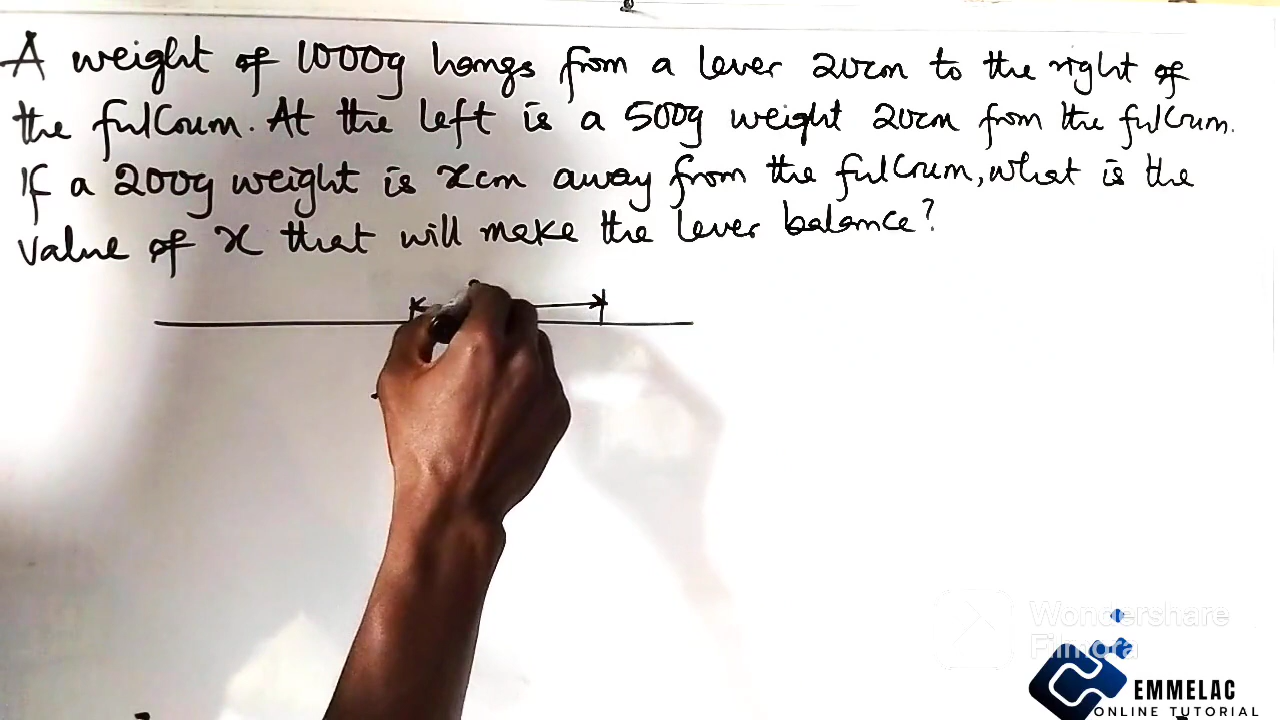 A weight of 1000g hangs from a lever 20cm to the right of
the fulcrum. At the left is a 500g weight 20cm from the fulcrum.
If a 200g weight is x cm away from the fulcrum, what is the
value of x that will make the lever balance?
Wondershare
Filmora
EMMELAC
ONLINE TUTORIAL